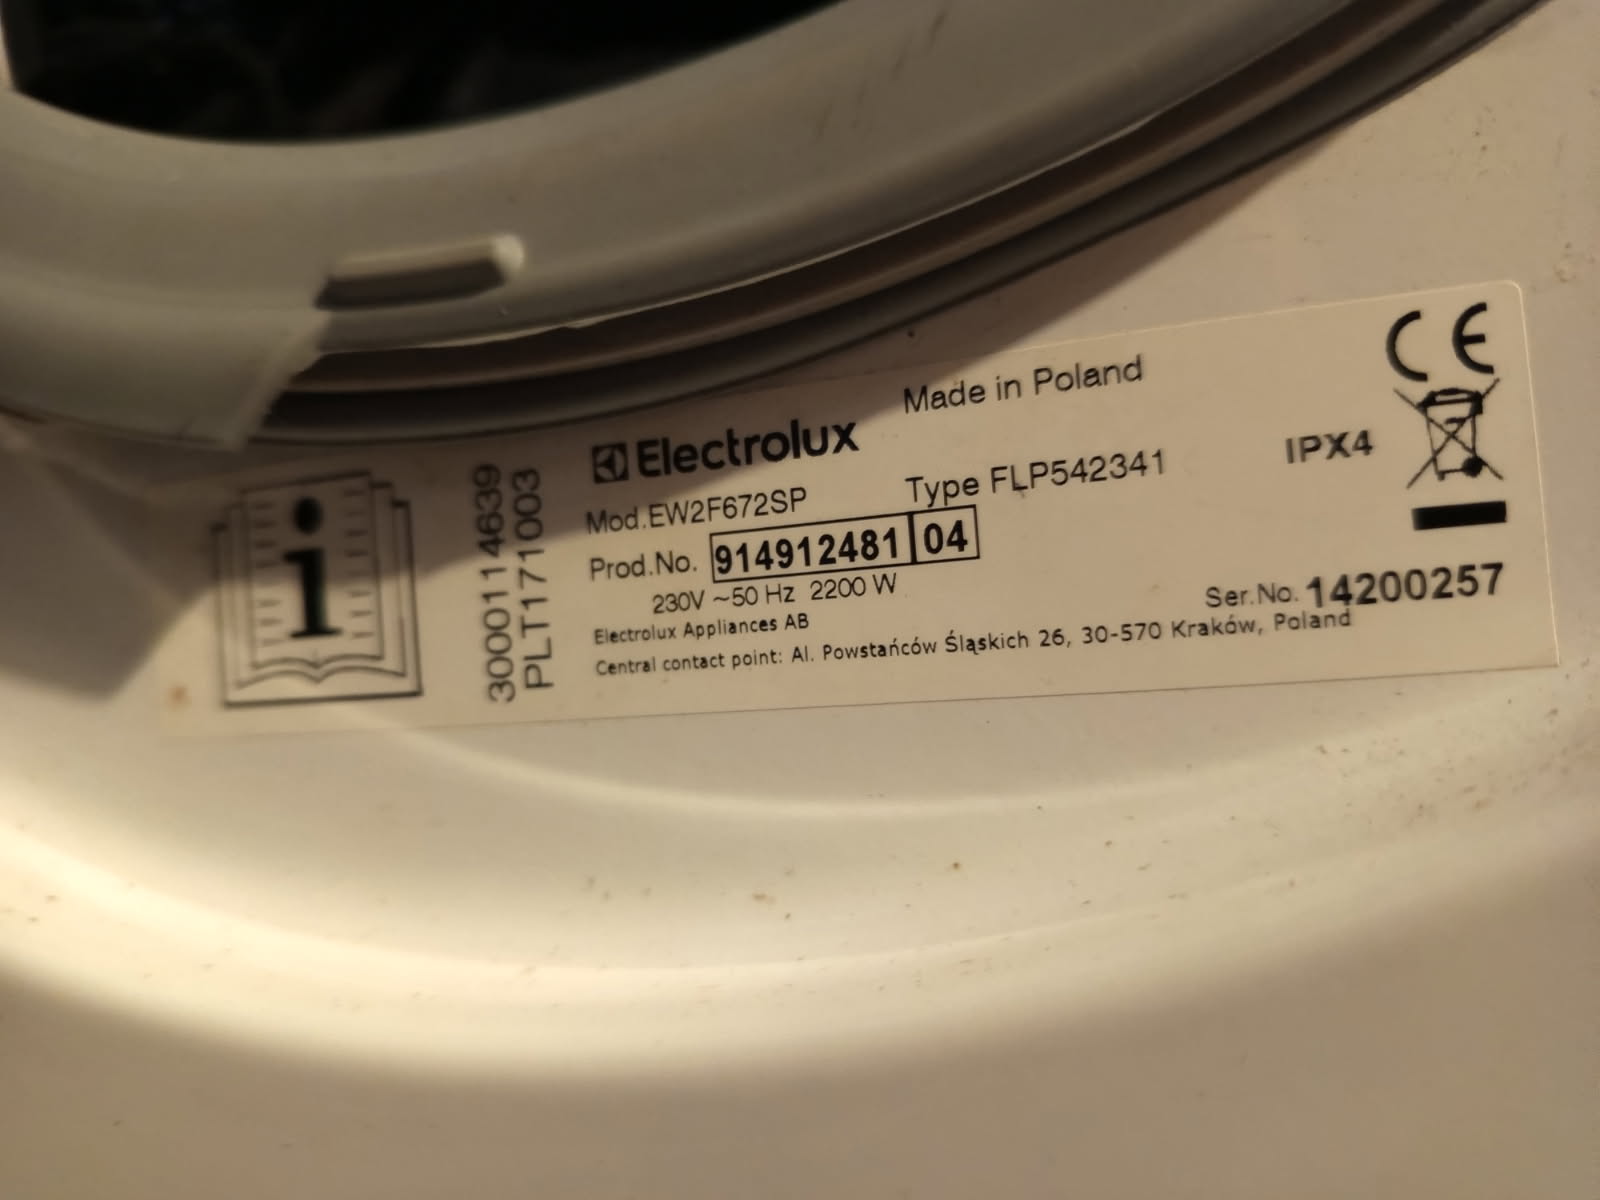 Made in Poland
CE
Electrolux
IPX4
Mod.EW2F672SP
Type FLP542341
Prod.No. 914912481 04
230V ~50 Hz 2200 W
Ser.No. 14200257
Electrolux Appliances AB
Central contact point: Al. Powstańców Śląskich 26, 30-570 Kraków, Poland
3000114639
PLT171003
i